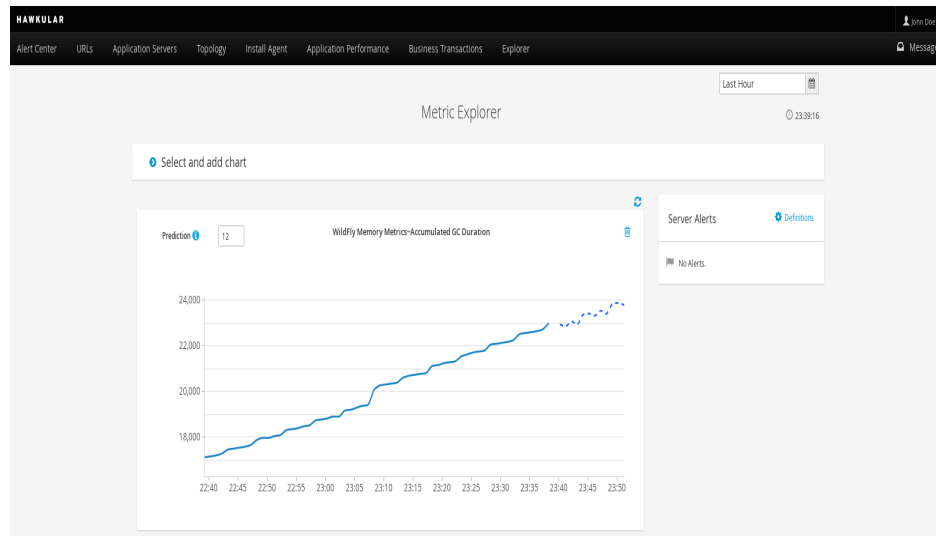 HAWKULAR
John Doe
Alert Center URLs Application Servers Topology Install Agent Application Performance Business Transactions Explorer
Message
Last Hour
Metric Explorer
23:39:16
Select and add chart
Server Alerts Definitions
No Alerts.
Prediction 12 WildFly Memory Metrics~Accumulated GC Duration
24,000
22,000
20,000
18,000
22:40 22:45 22:50 22:55 23:00 23:05 23:10 23:15 23:20 23:25 23:30 23:35 23:40 23:45 23:50